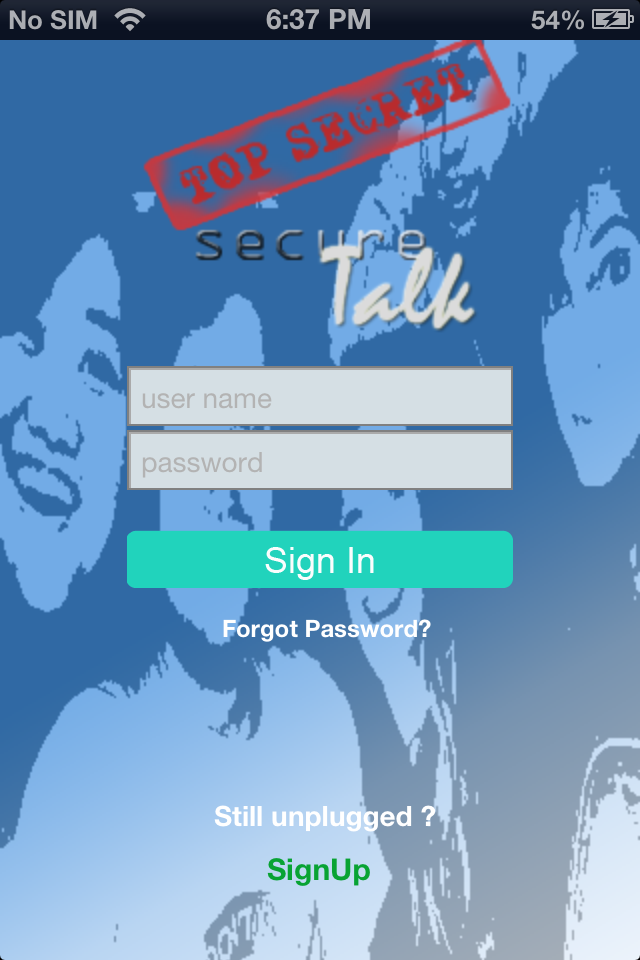 No SIM 6:37 PM 54%
TOP SECRET
secure
Talk
user name
password
Sign In
Forgot Password?
Still unplugged ?
SignUp